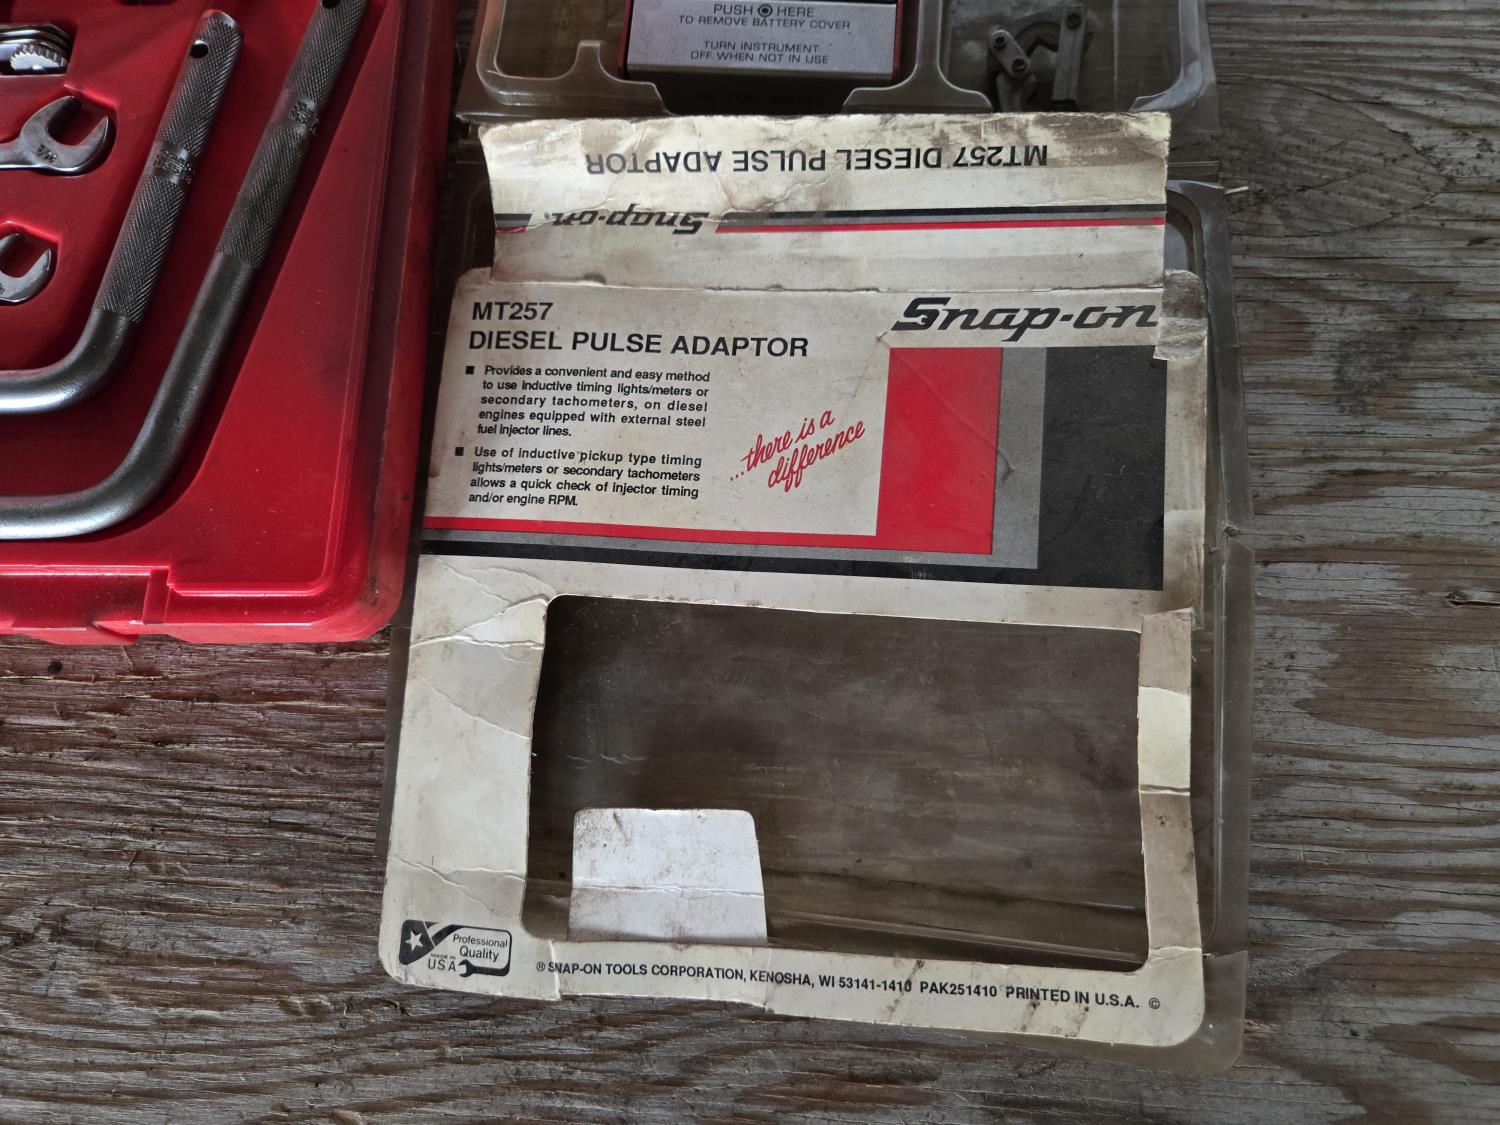 PUSH HERE
TO REMOVE BATTERY COVER
TURN INSTRUMENT
OFF WHEN NOT IN USE
BATTERY ACCESS
MT257 DIESEL PULSE ADAPTOR
Snap-on
MT257
DIESEL PULSE ADAPTOR
Snap-on
■ Provides a convenient and easy method
to use inductive timing lights/meters or
secondary tachometers, on diesel
engines equipped with external steel
fuel injector lines.
■ Use of inductive pickup type timing
lights/meters or secondary tachometers
allows a quick check of injector timing
and/or engine RPM.
...there is a
difference
Professional
Quality
MADE IN
USA
® SNAP-ON TOOLS CORPORATION, KENOSHA, WI 53141-1410 PAK251410 PRINTED IN U.S.A. ©